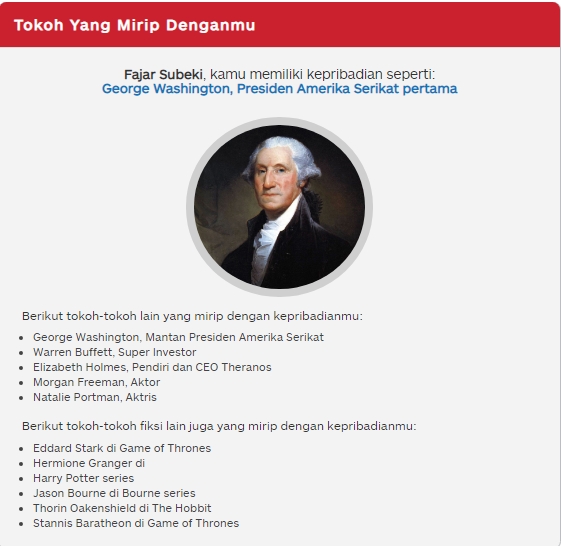 Tokoh Yang Mirip Denganmu
Fajar Subeki, kamu memiliki kepribadian seperti:
George Washington, Presiden Amerika Serikat pertama
Berikut tokoh-tokoh lain yang mirip dengan kepribadianmu:
George Washington, Mantan Presiden Amerika Serikat
Warren Buffett, Super Investor
Elizabeth Holmes, Pendiri dan CEO Theranos
Morgan Freeman, Aktor
Natalie Portman, Aktris
Berikut tokoh-tokoh fiksi lain juga yang mirip dengan kepribadianmu:
Eddard Stark di Game of Thrones
Hermione Granger di
Harry Potter series
Jason Bourne di Bourne series
Thorin Oakenshield di The Hobbit
Stannis Baratheon di Game of Thrones